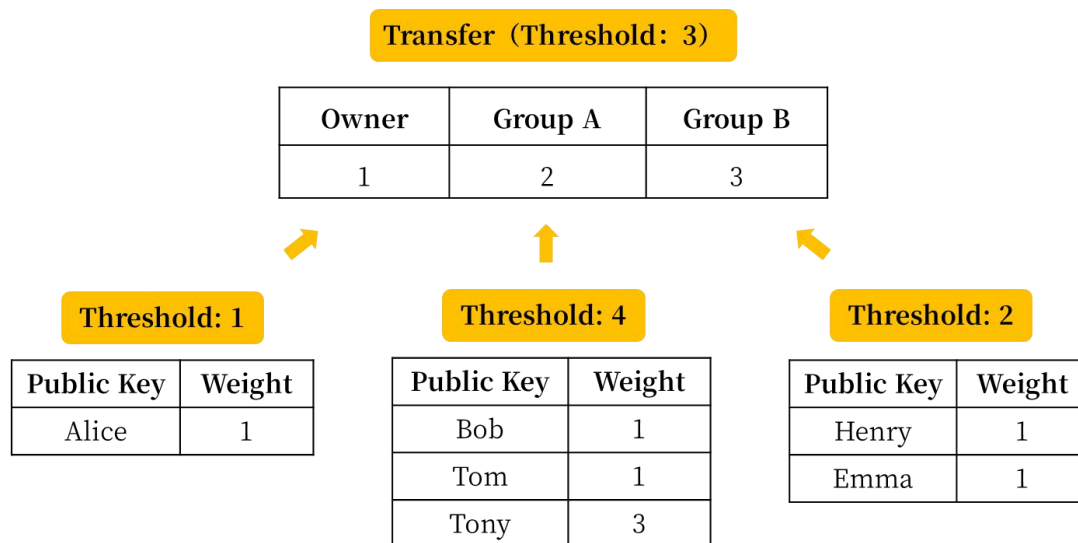 Transfer（Threshold：3）
Owner Group A Group B
1 2 3
Threshold: 1
Public Key Weight
Alice 1
Threshold: 4
Public Key Weight
Bob 1
Tom 1
Tony 3
Threshold: 2
Public Key Weight
Henry 1
Emma 1